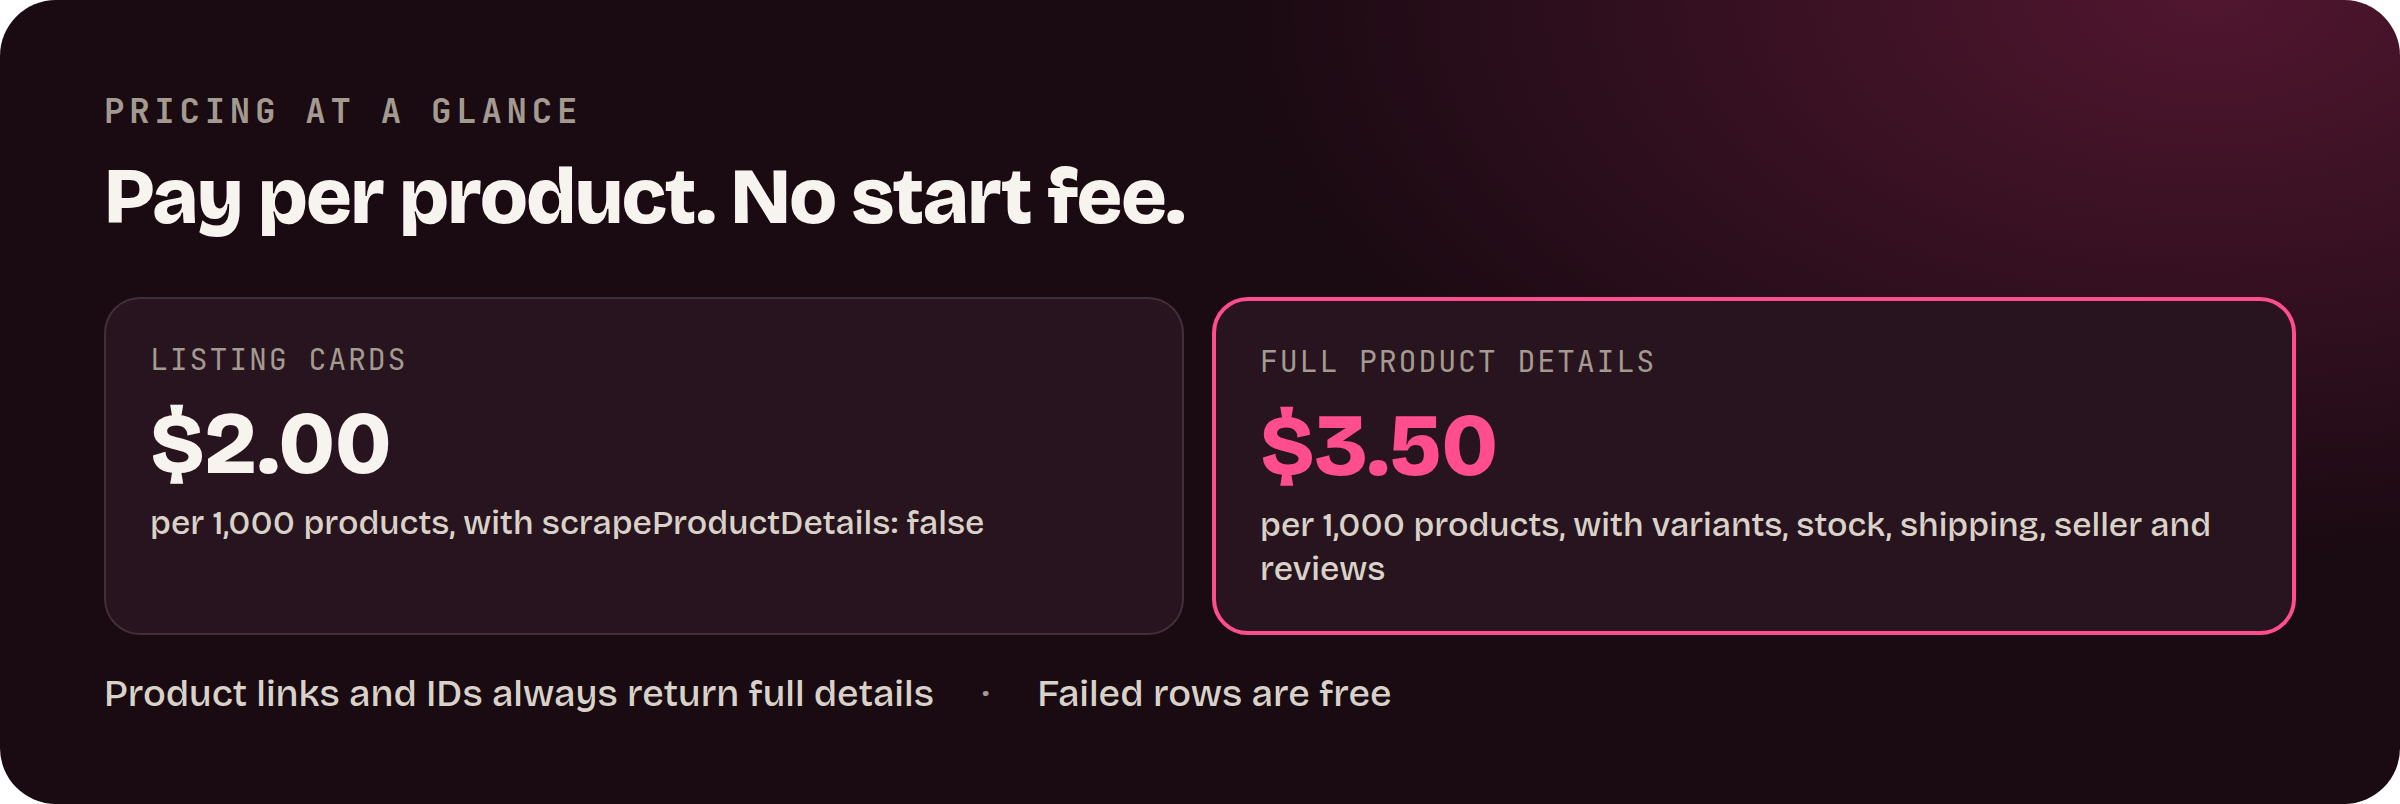 PRICING AT A GLANCE
Pay per product. No start fee.
LISTING CARDS
$2.00
per 1,000 products, with scrapeProductDetails: false
FULL PRODUCT DETAILS
$3.50
per 1,000 products, with variants, stock, shipping, seller and
reviews
Product links and IDs always return full details · Failed rows are free